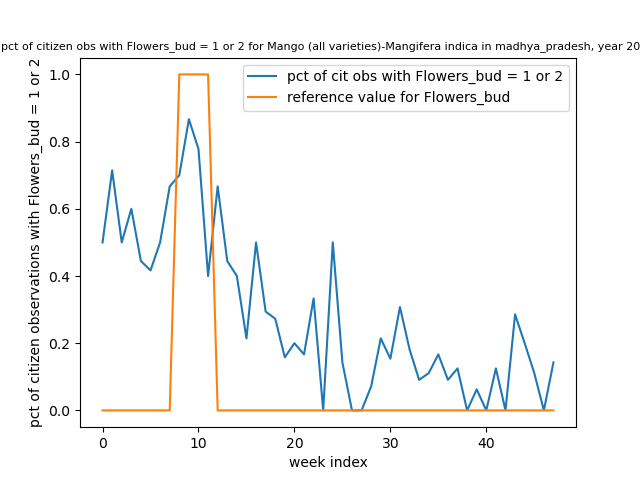 pct of citizen obs with Flowers_bud = 1 or 2 for Mango (all varieties)-Mangifera indica in madhya_pradesh, year 20
pct of cit obs with Flowers_bud = 1 or 2
reference value for Flowers_bud
pct of citizen observations with Flowers_bud = 1 or 2
1.0
0.8
0.6
0.4
0.2
0.0
0 10 20 30 40
week index